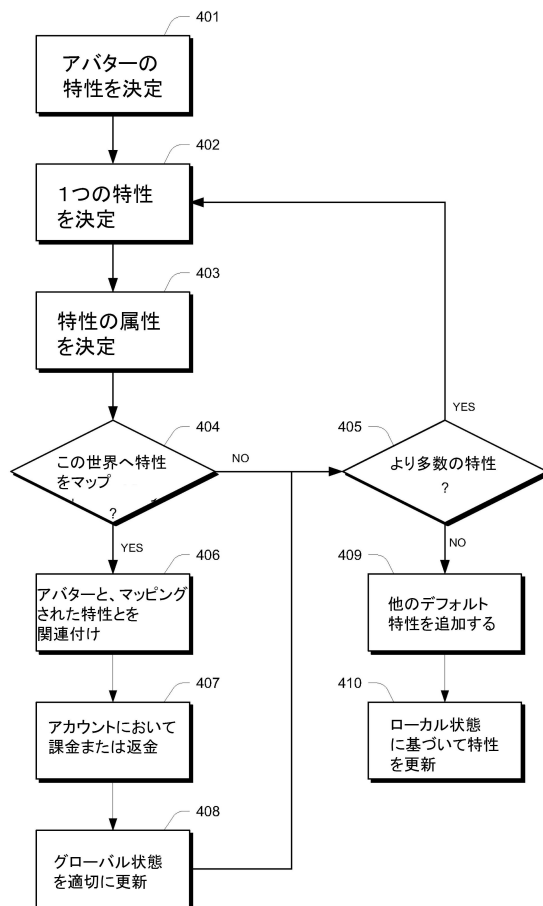 401
アバターの
特性を決定
402
1つの特性
を決定
403
特性の属性
を決定
404
この世界へ特性
をマップ
?
NO
YES
405
より多数の特性
?
YES
NO
406
アバターと、マッピング
された特性とを
関連付け
407
アカウントにおいて
課金または返金
408
グローバル状態
を適切に更新
409
他のデフォルト
特性を追加する
410
ローカル状態
に基づいて特性
を更新